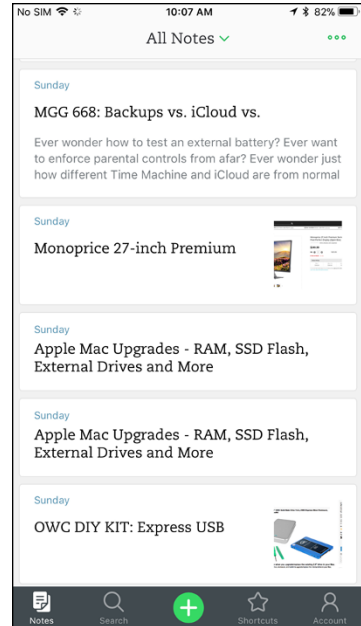 No SIM 10:07 AM 82%
All Notes
Sunday
MGG 668: Backups vs. iCloud vs.
Ever wonder how to test an external battery? Ever want
to enforce parental controls from afar? Ever wonder just
how different Time Machine and iCloud are from normal
Sunday
Monoprice 27-inch Premium
Sunday
Apple Mac Upgrades - RAM, SSD Flash,
External Drives and More
Sunday
Apple Mac Upgrades - RAM, SSD Flash,
External Drives and More
Sunday
OWC DIY KIT: Express USB
Notes Search Shortcuts Account